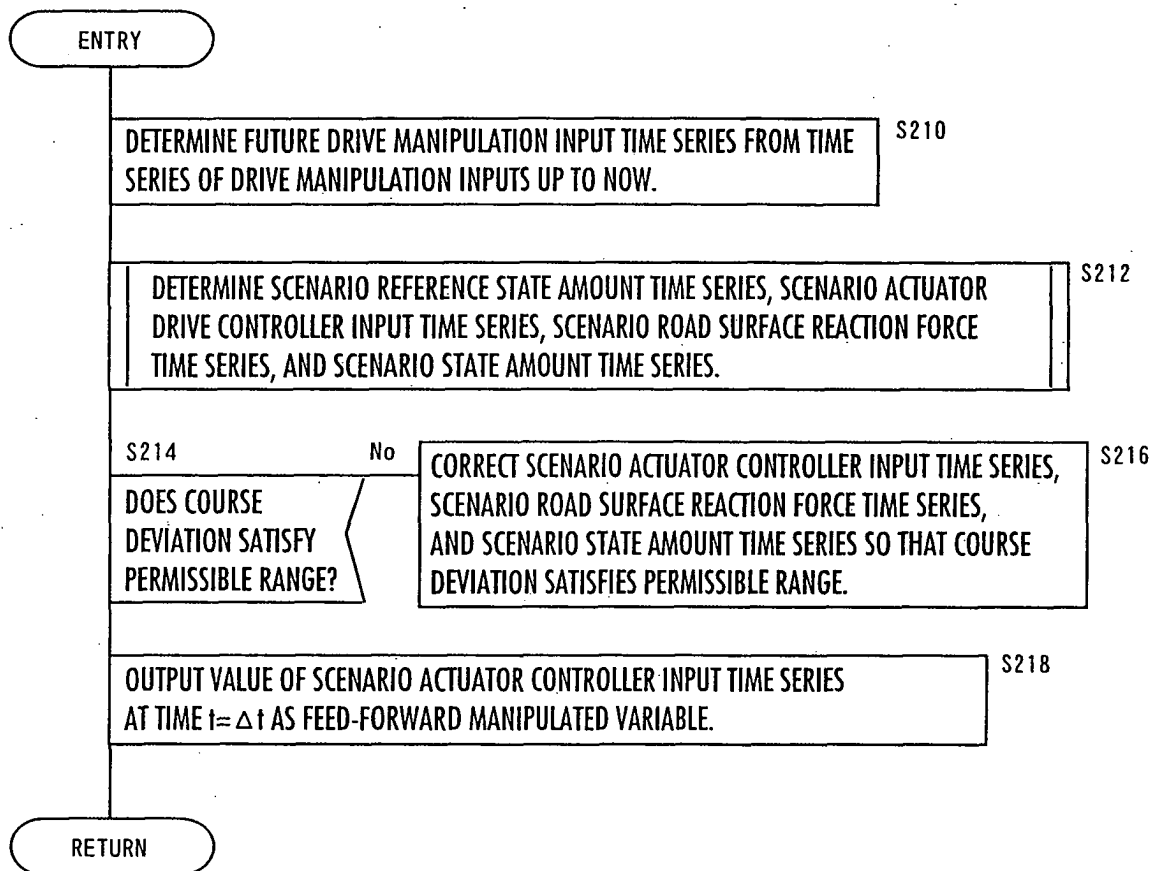 ENTRY
S210
DETERMINE FUTURE DRIVE MANIPULATION INPUT TIME SERIES FROM TIME
SERIES OF DRIVE MANIPULATION INPUTS UP TO NOW.
S212
DETERMINE SCENARIO REFERENCE STATE AMOUNT TIME SERIES, SCENARIO ACTUATOR
DRIVE CONTROLLER INPUT TIME SERIES, SCENARIO ROAD SURFACE REACTION FORCE
TIME SERIES, AND SCENARIO STATE AMOUNT TIME SERIES.
S214
DOES COURSE
DEVIATION SATISFY
PERMISSIBLE RANGE?
No
S216
CORRECT SCENARIO ACTUATOR CONTROLLER INPUT TIME SERIES,
SCENARIO ROAD SURFACE REACTION FORCE TIME SERIES,
AND SCENARIO STATE AMOUNT TIME SERIES SO THAT COURSE
DEVIATION SATISFIES PERMISSIBLE RANGE.
S218
OUTPUT VALUE OF SCENARIO ACTUATOR CONTROLLER INPUT TIME SERIES
AT TIME t=△t AS FEED-FORWARD MANIPULATED VARIABLE.
RETURN